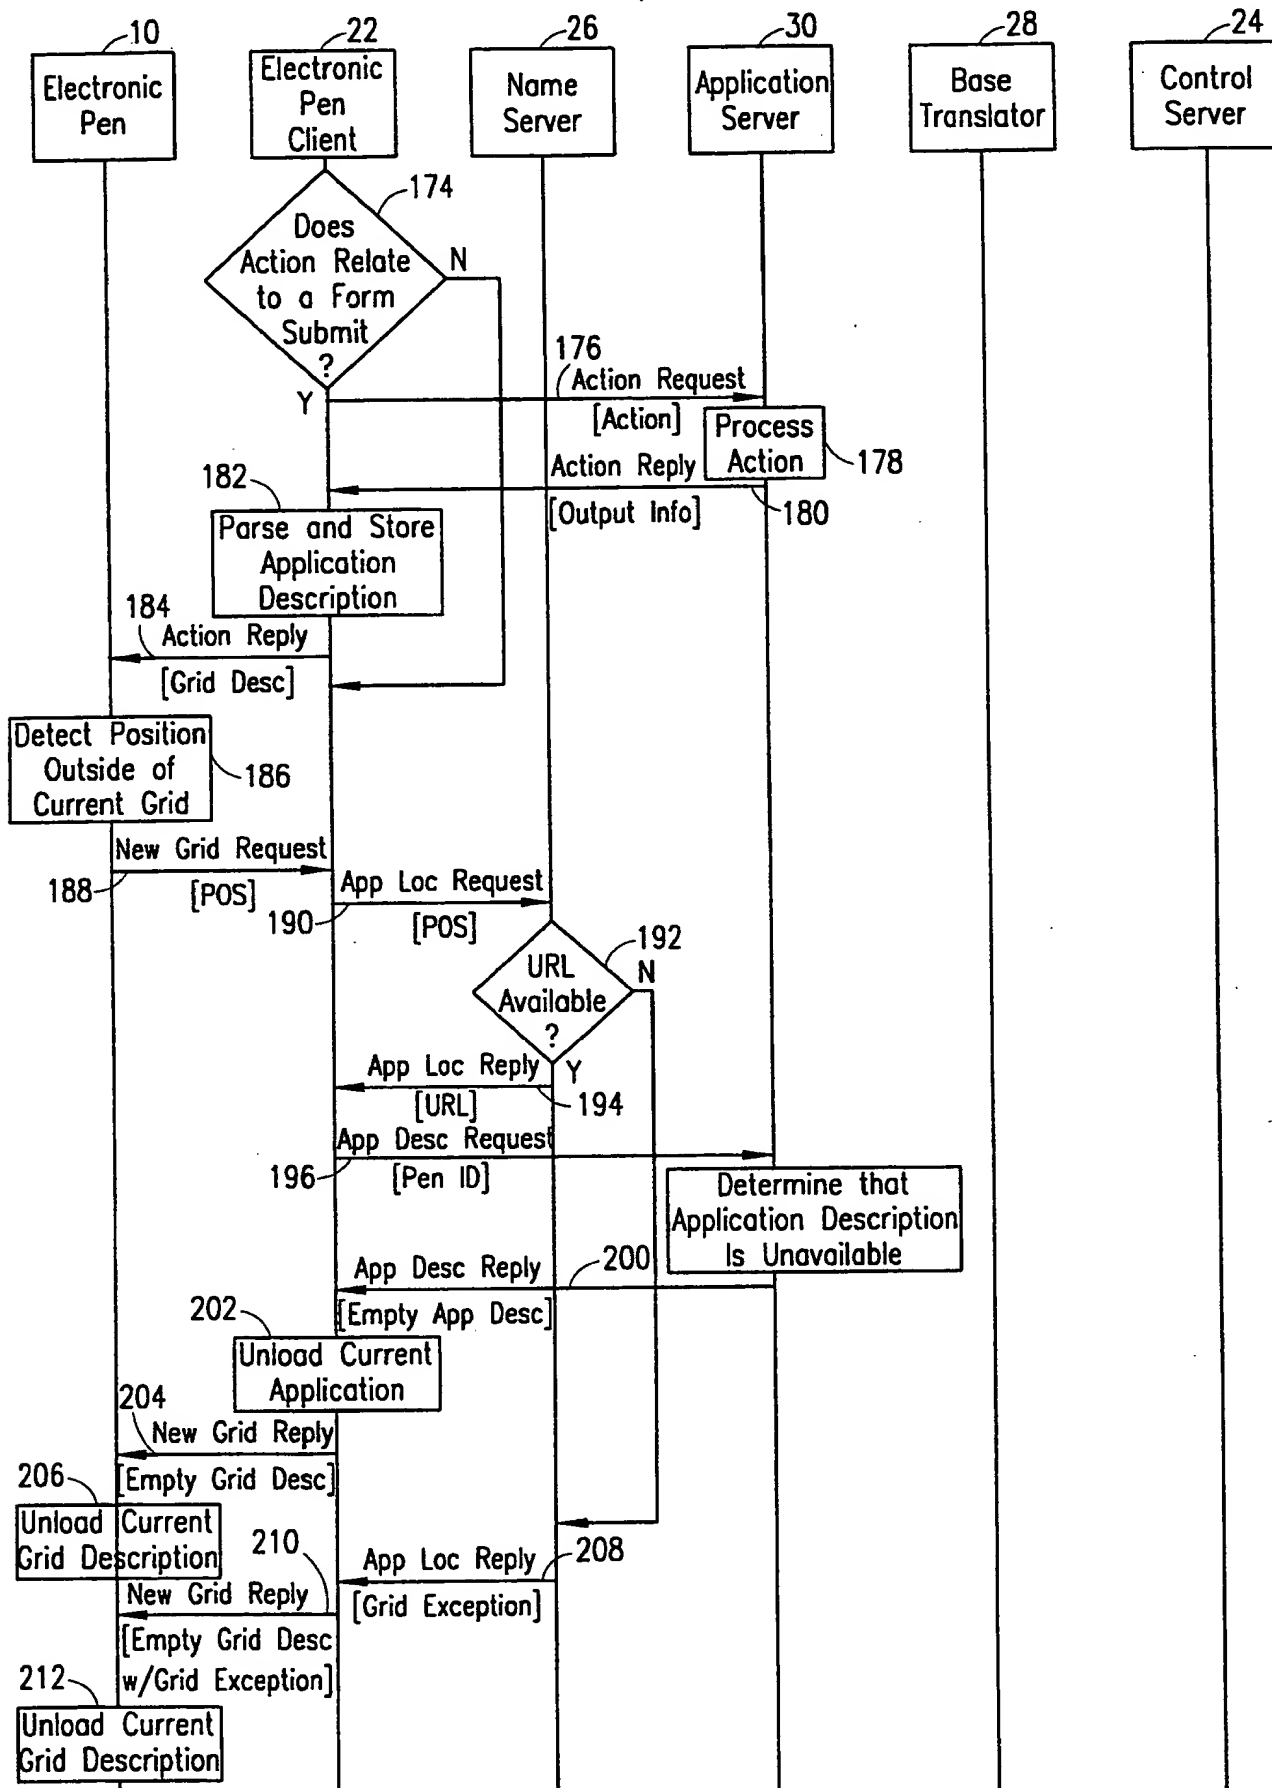 10
22
26
30
28
24
Electronic
Pen
Electronic
Pen
Client
Name
Server
Application
Server
Base
Translator
Control
Server
174
Does
Action Relate
to a Form
Submit
?
N
Y
176
Action Request
[Action]
Process
Action
178
Action Reply
[Output Info]
180
182
Parse and Store
Application
Description
184
Action Reply
[Grid Desc]
Detect Position
Outside of
Current Grid
186
New Grid Request
188
[POS]
App Loc Request
190
[POS]
192
URL
Available
?
N
Y
App Loc Reply
[URL]
194
App Desc Request
196
[Pen ID]
Determine that
Application Description
Is Unavailable
App Desc Reply
200
[Empty App Desc]
202
Unload Current
Application
204
New Grid Reply
[Empty Grid Desc]
206
Unload Current
Grid Description
App Loc Reply
208
[Grid Exception]
210
New Grid Reply
[Empty Grid Desc
w/Grid Exception]
212
Unload Current
Grid Description